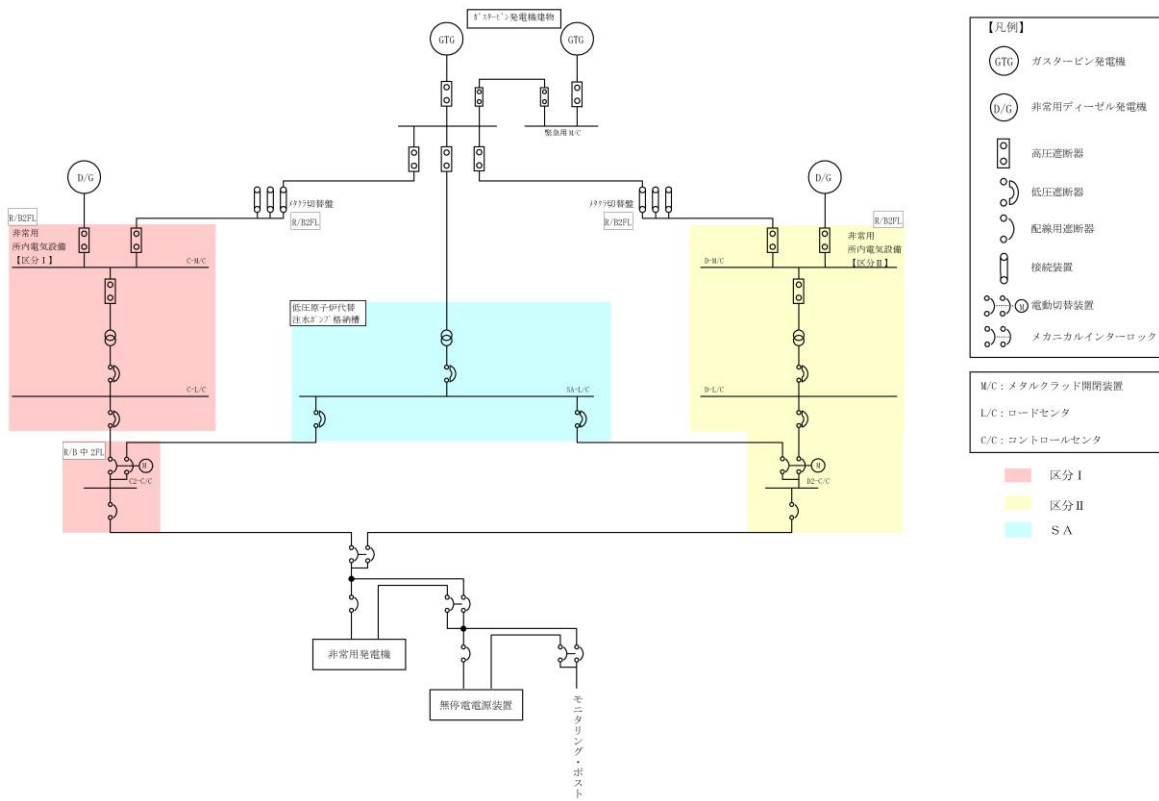 ガスタービン発電機建物
GTG
GTG
緊急用M/C
D/G
D/G
メタクラ切替盤
R/B2FL
メタクラ切替盤
R/B2FL
R/B2FL
非常用
所内電気設備
【区分Ⅰ】
C-M/C
R/B2FL
非常用
所内電気設備
【区分Ⅱ】
D-M/C
低圧原子炉代替
注水ポンプ格納槽
C-L/C
SA-L/C
D-L/C
R/B 中2FL
M
C2-C/C
M
D2-C/C
非常用発電機
無停電電源装置
モニタリング・ポスト
【凡例】
GTG ガスタービン発電機
D/G 非常用ディーゼル発電機
高圧遮断器
低圧遮断器
配線用遮断器
接続装置
M 電動切替装置
メカニカルインターロック
M/C：メタルクラッド開閉装置
L/C：ロードセンタ
C/C：コントロールセンタ
区分Ⅰ
区分Ⅱ
ＳＡ